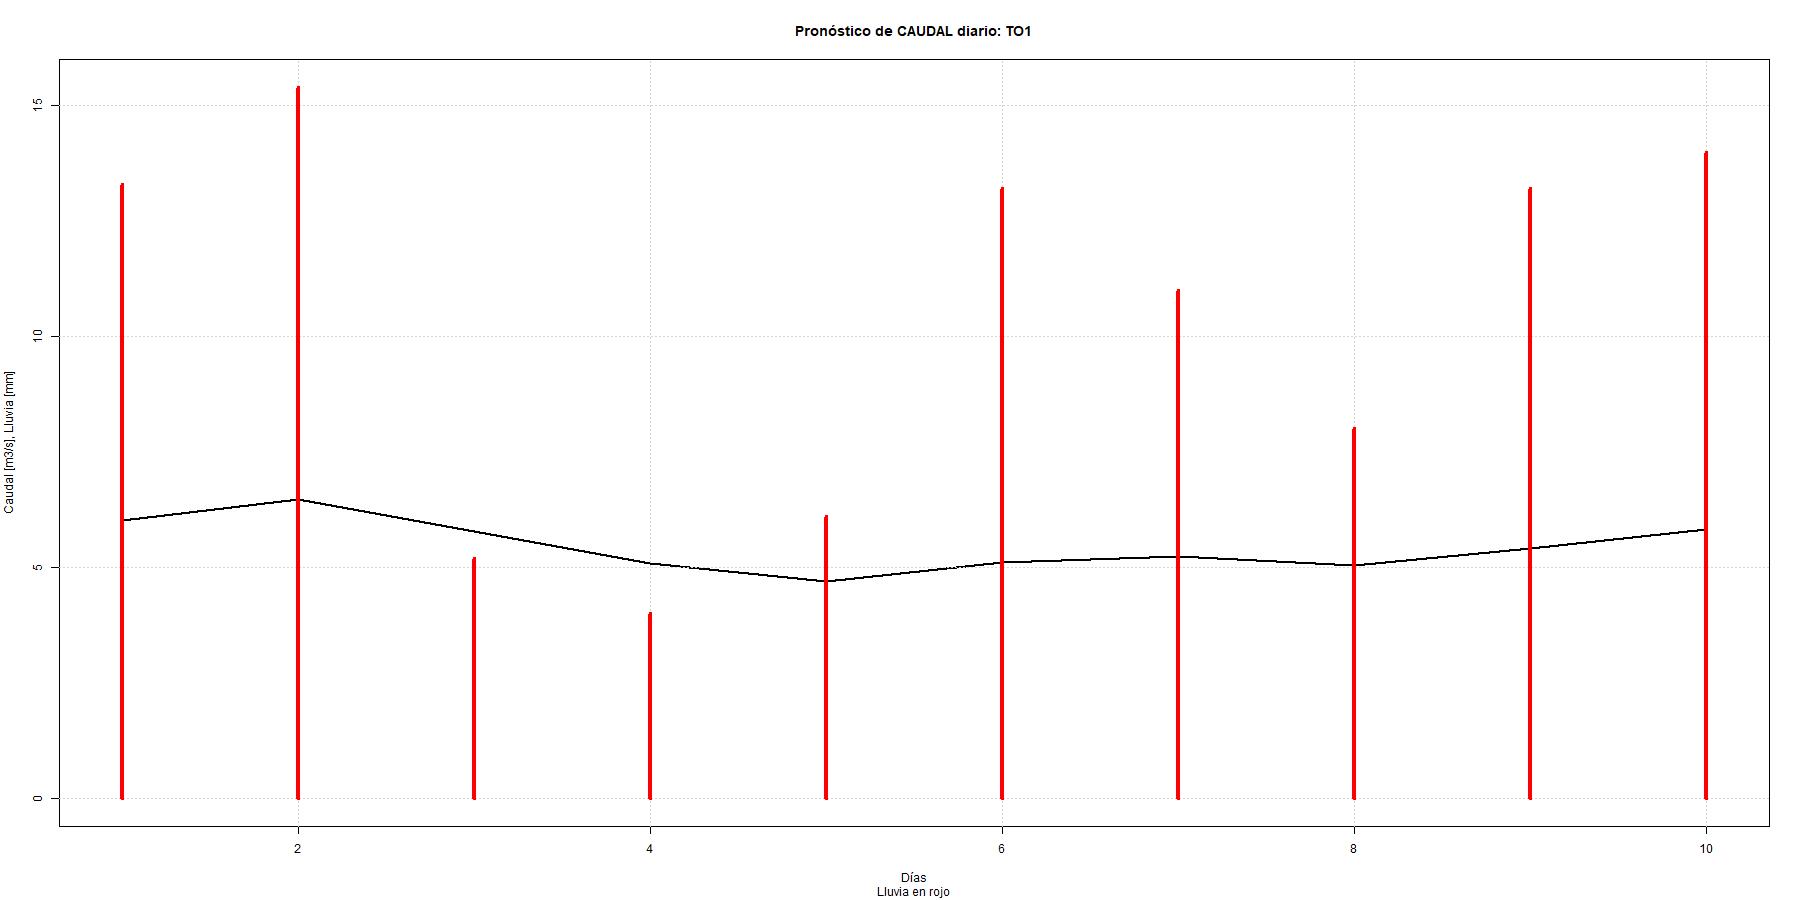 Pronóstico de CAUDAL diario: TO1
Caudal [m3/s], Lluvia [mm]
15
10
5
0
2 4 6 8 10
Días
Lluvia en rojo